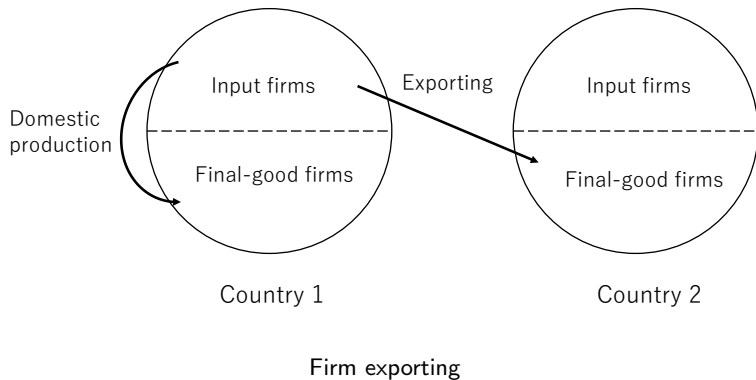 Input firms
Exporting
Input firms
Domestic
production
Final-good firms
Final-good firms
Country 1
Country 2
Firm exporting